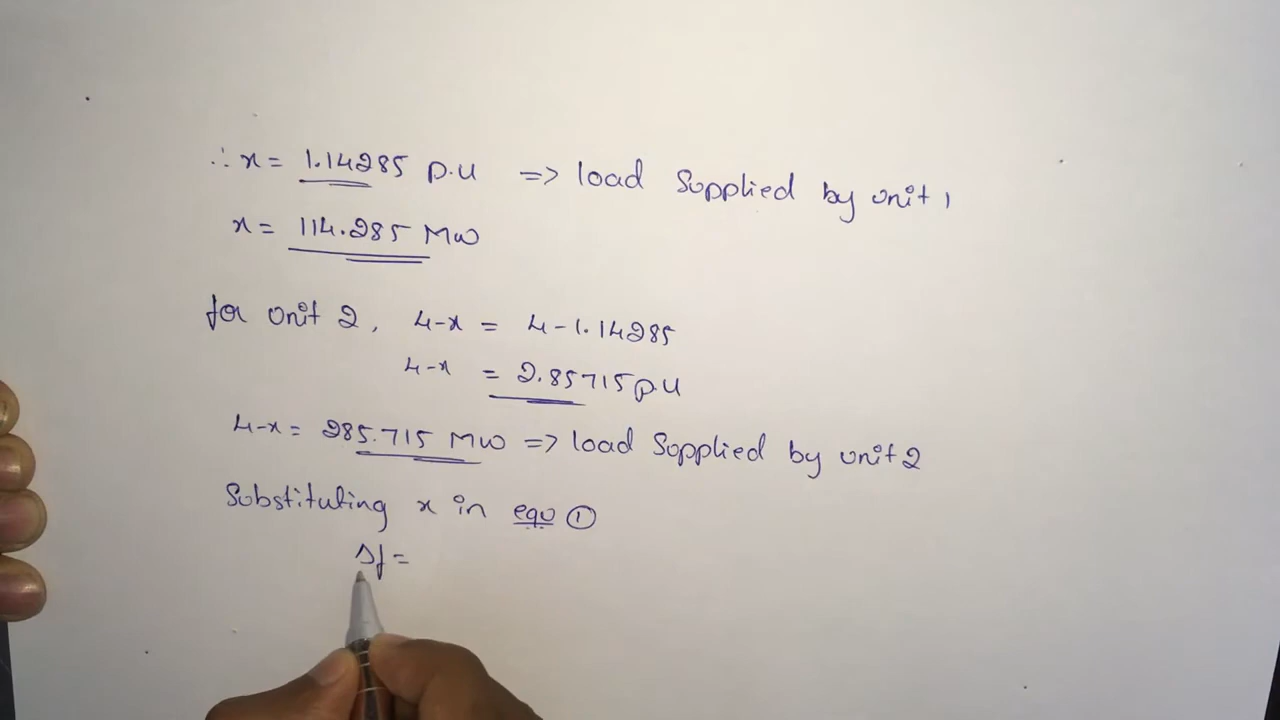 ∴ x = 1.14285 P.U => load Supplied by unit 1
x = 114.285 MW
for unit 2, 4-x = 4-1.14285
4-x = 2.85715 P.U
4-x = 285.715 MW => load Supplied by unit 2
Substituting x in equ ①
Δf =